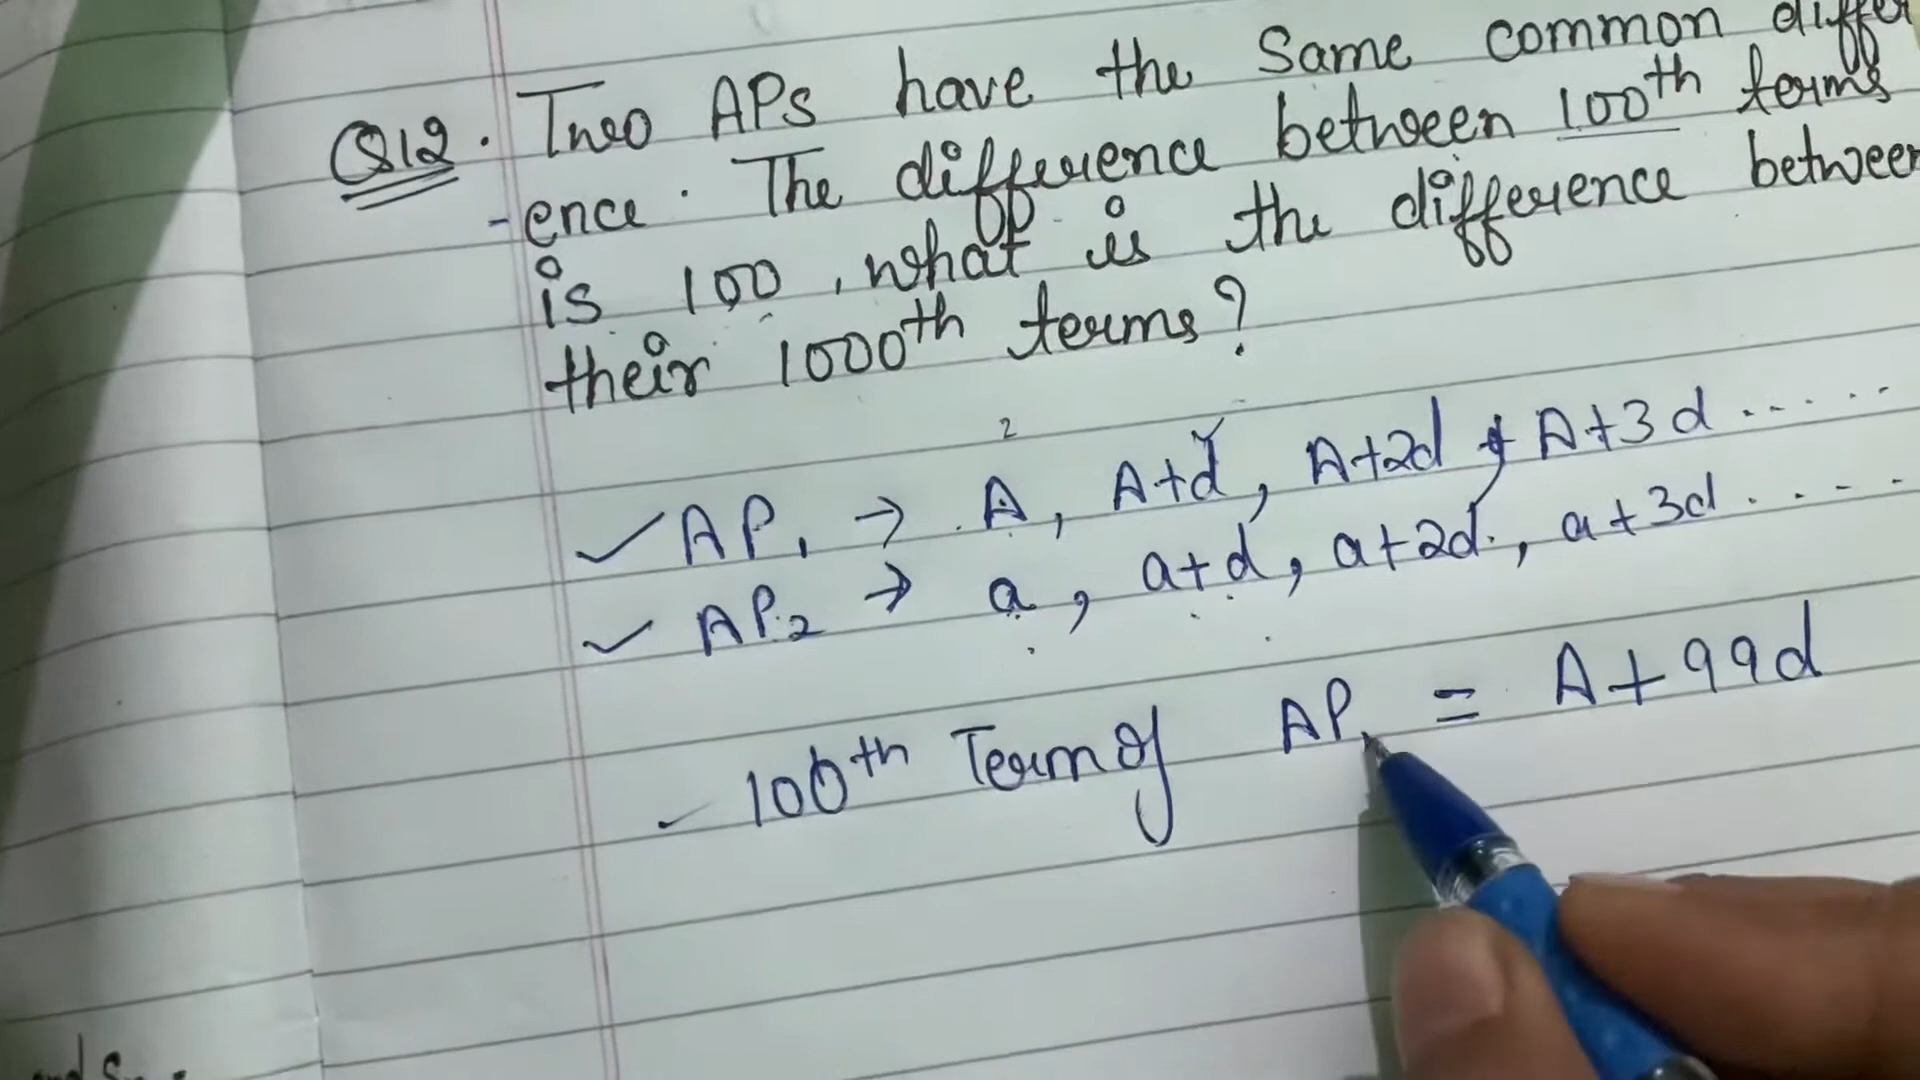 Q12. Two APs have the Same common differ
-ence. The difference between 100th terms
is 100, what is the difference between
their 1000th terms?
2
✓ AP1 → A, A+d, A+2d, A+3d .....
✓ AP2 → a, a+d, a+2d, a+3d .....
100th Term of AP1 = A+99d